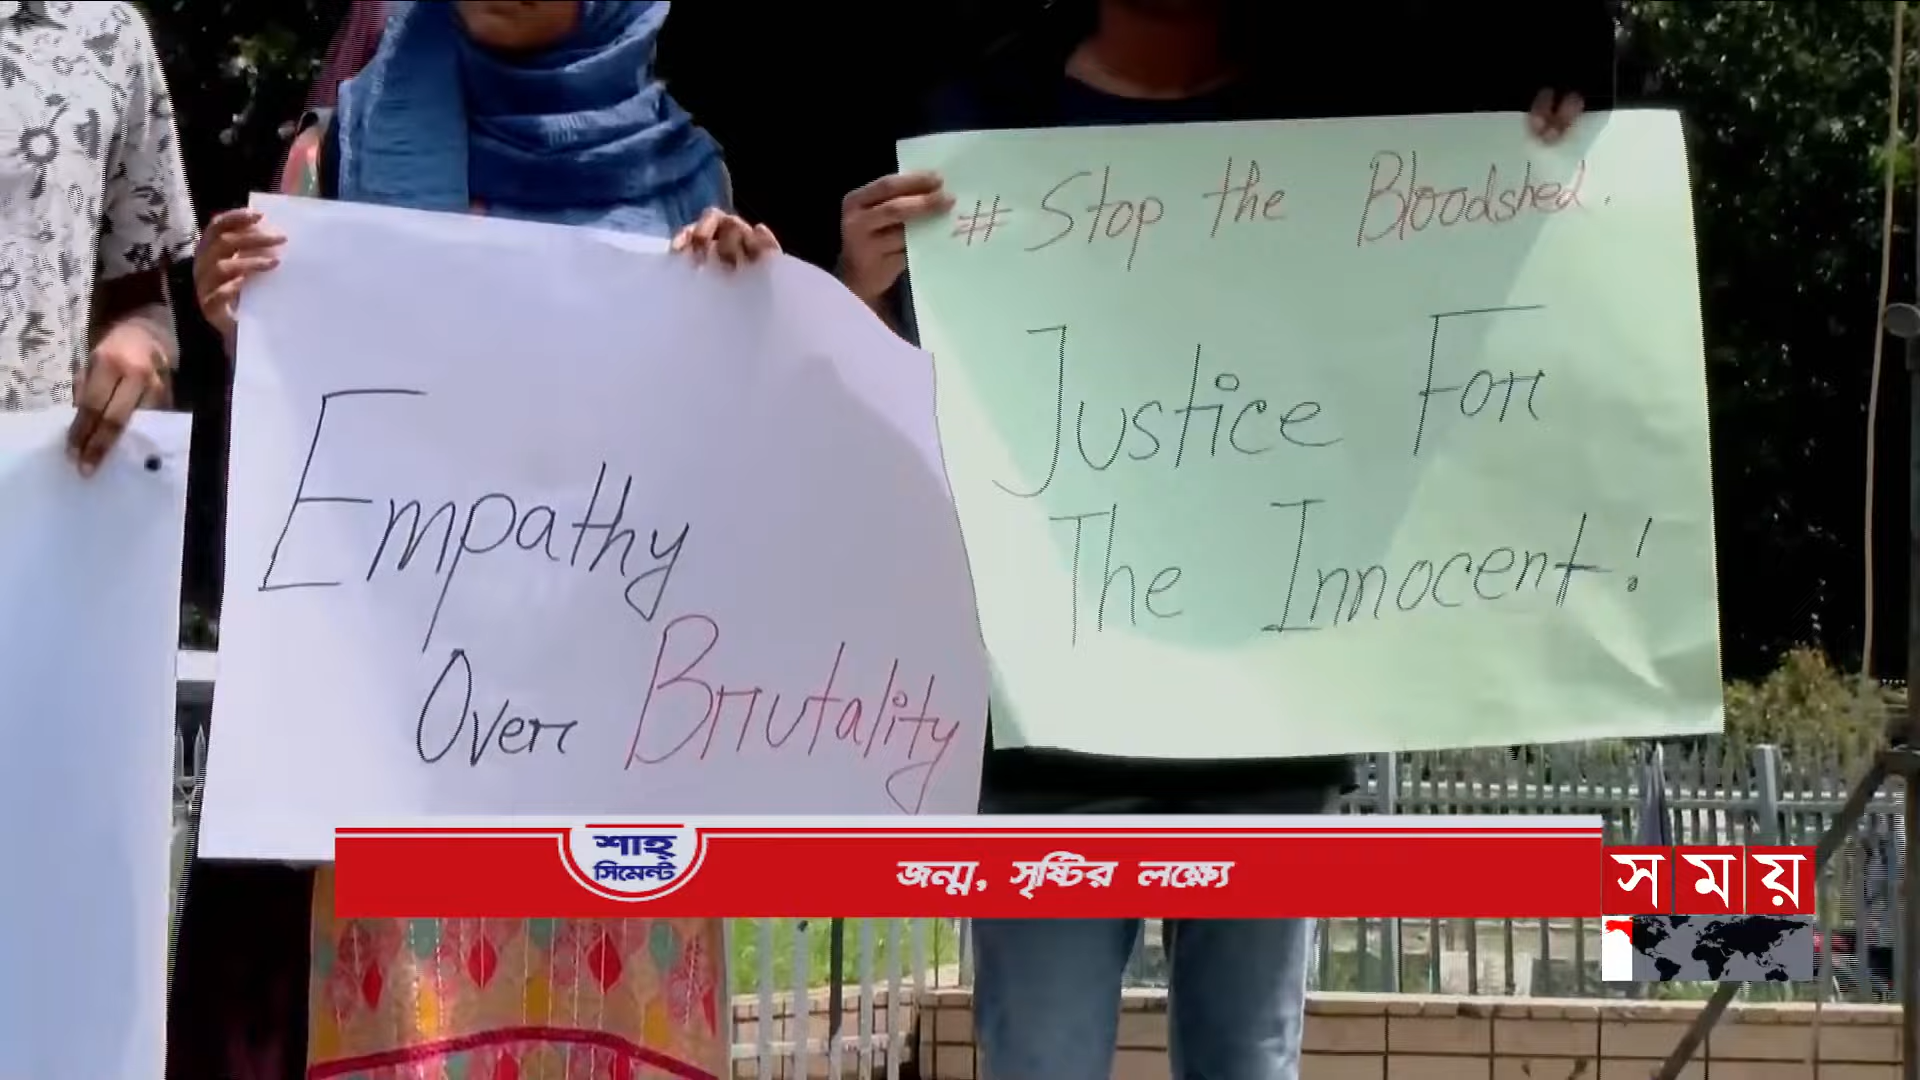 # Stop the Bloodshed.
Justice For
The Innocent!
Empathy
Over Brutality
শাহ্
সিমেন্ট
জন্ম, সৃষ্টির লক্ষ্যে
সময়